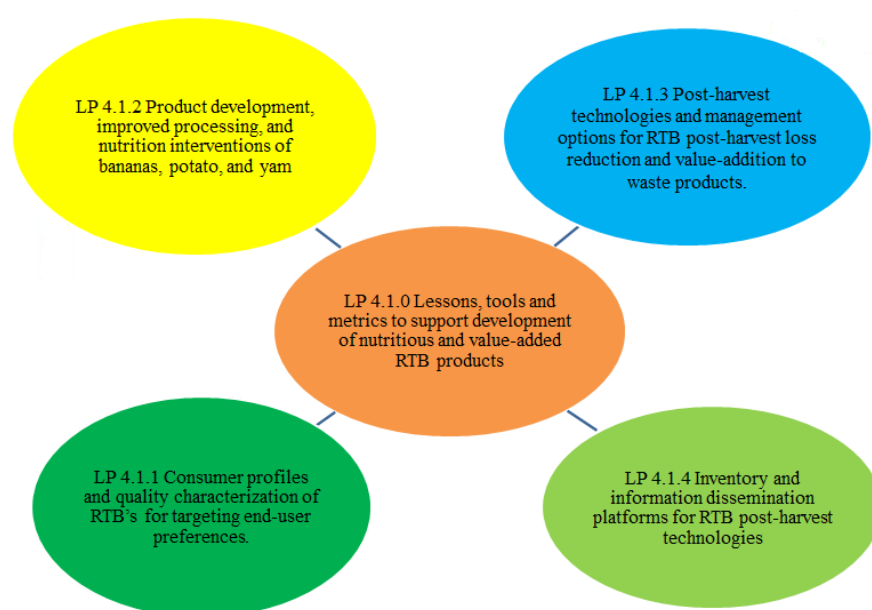 LP 4.1.2 Product development,
improved processing, and
nutrition interventions of
bananas, potato, and yam
LP 4.1.3 Post-harvest
technologies and management
options for RTB post-harvest loss
reduction and value-addition to
waste products.
LP 4.1.0 Lessons, tools and
metrics to support development
of nutritious and value-added
RTB products
LP 4.1.1 Consumer profiles
and quality characterization of
RTB’s for targeting end-user
preferences.
LP 4.1.4 Inventory and
information dissemination
platforms for RTB post-harvest
technologies